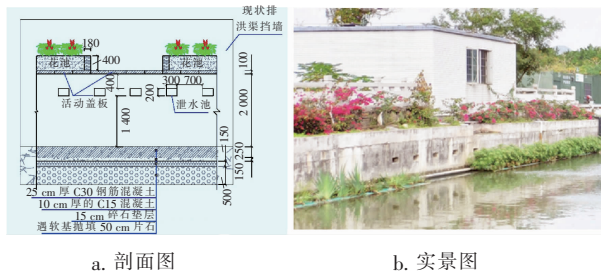 现状排
洪渠挡墙
180
花池
400
花池
100
300 700
400
200
活动盖板
泄水池
2 000
1 400
150
250
150
500
25 cm 厚 C30 钢筋混凝土
10 cm 厚的 C15 混凝土
15 cm 碎石垫层
遇软基抛填 50 cm 片石
a. 剖面图
b. 实景图